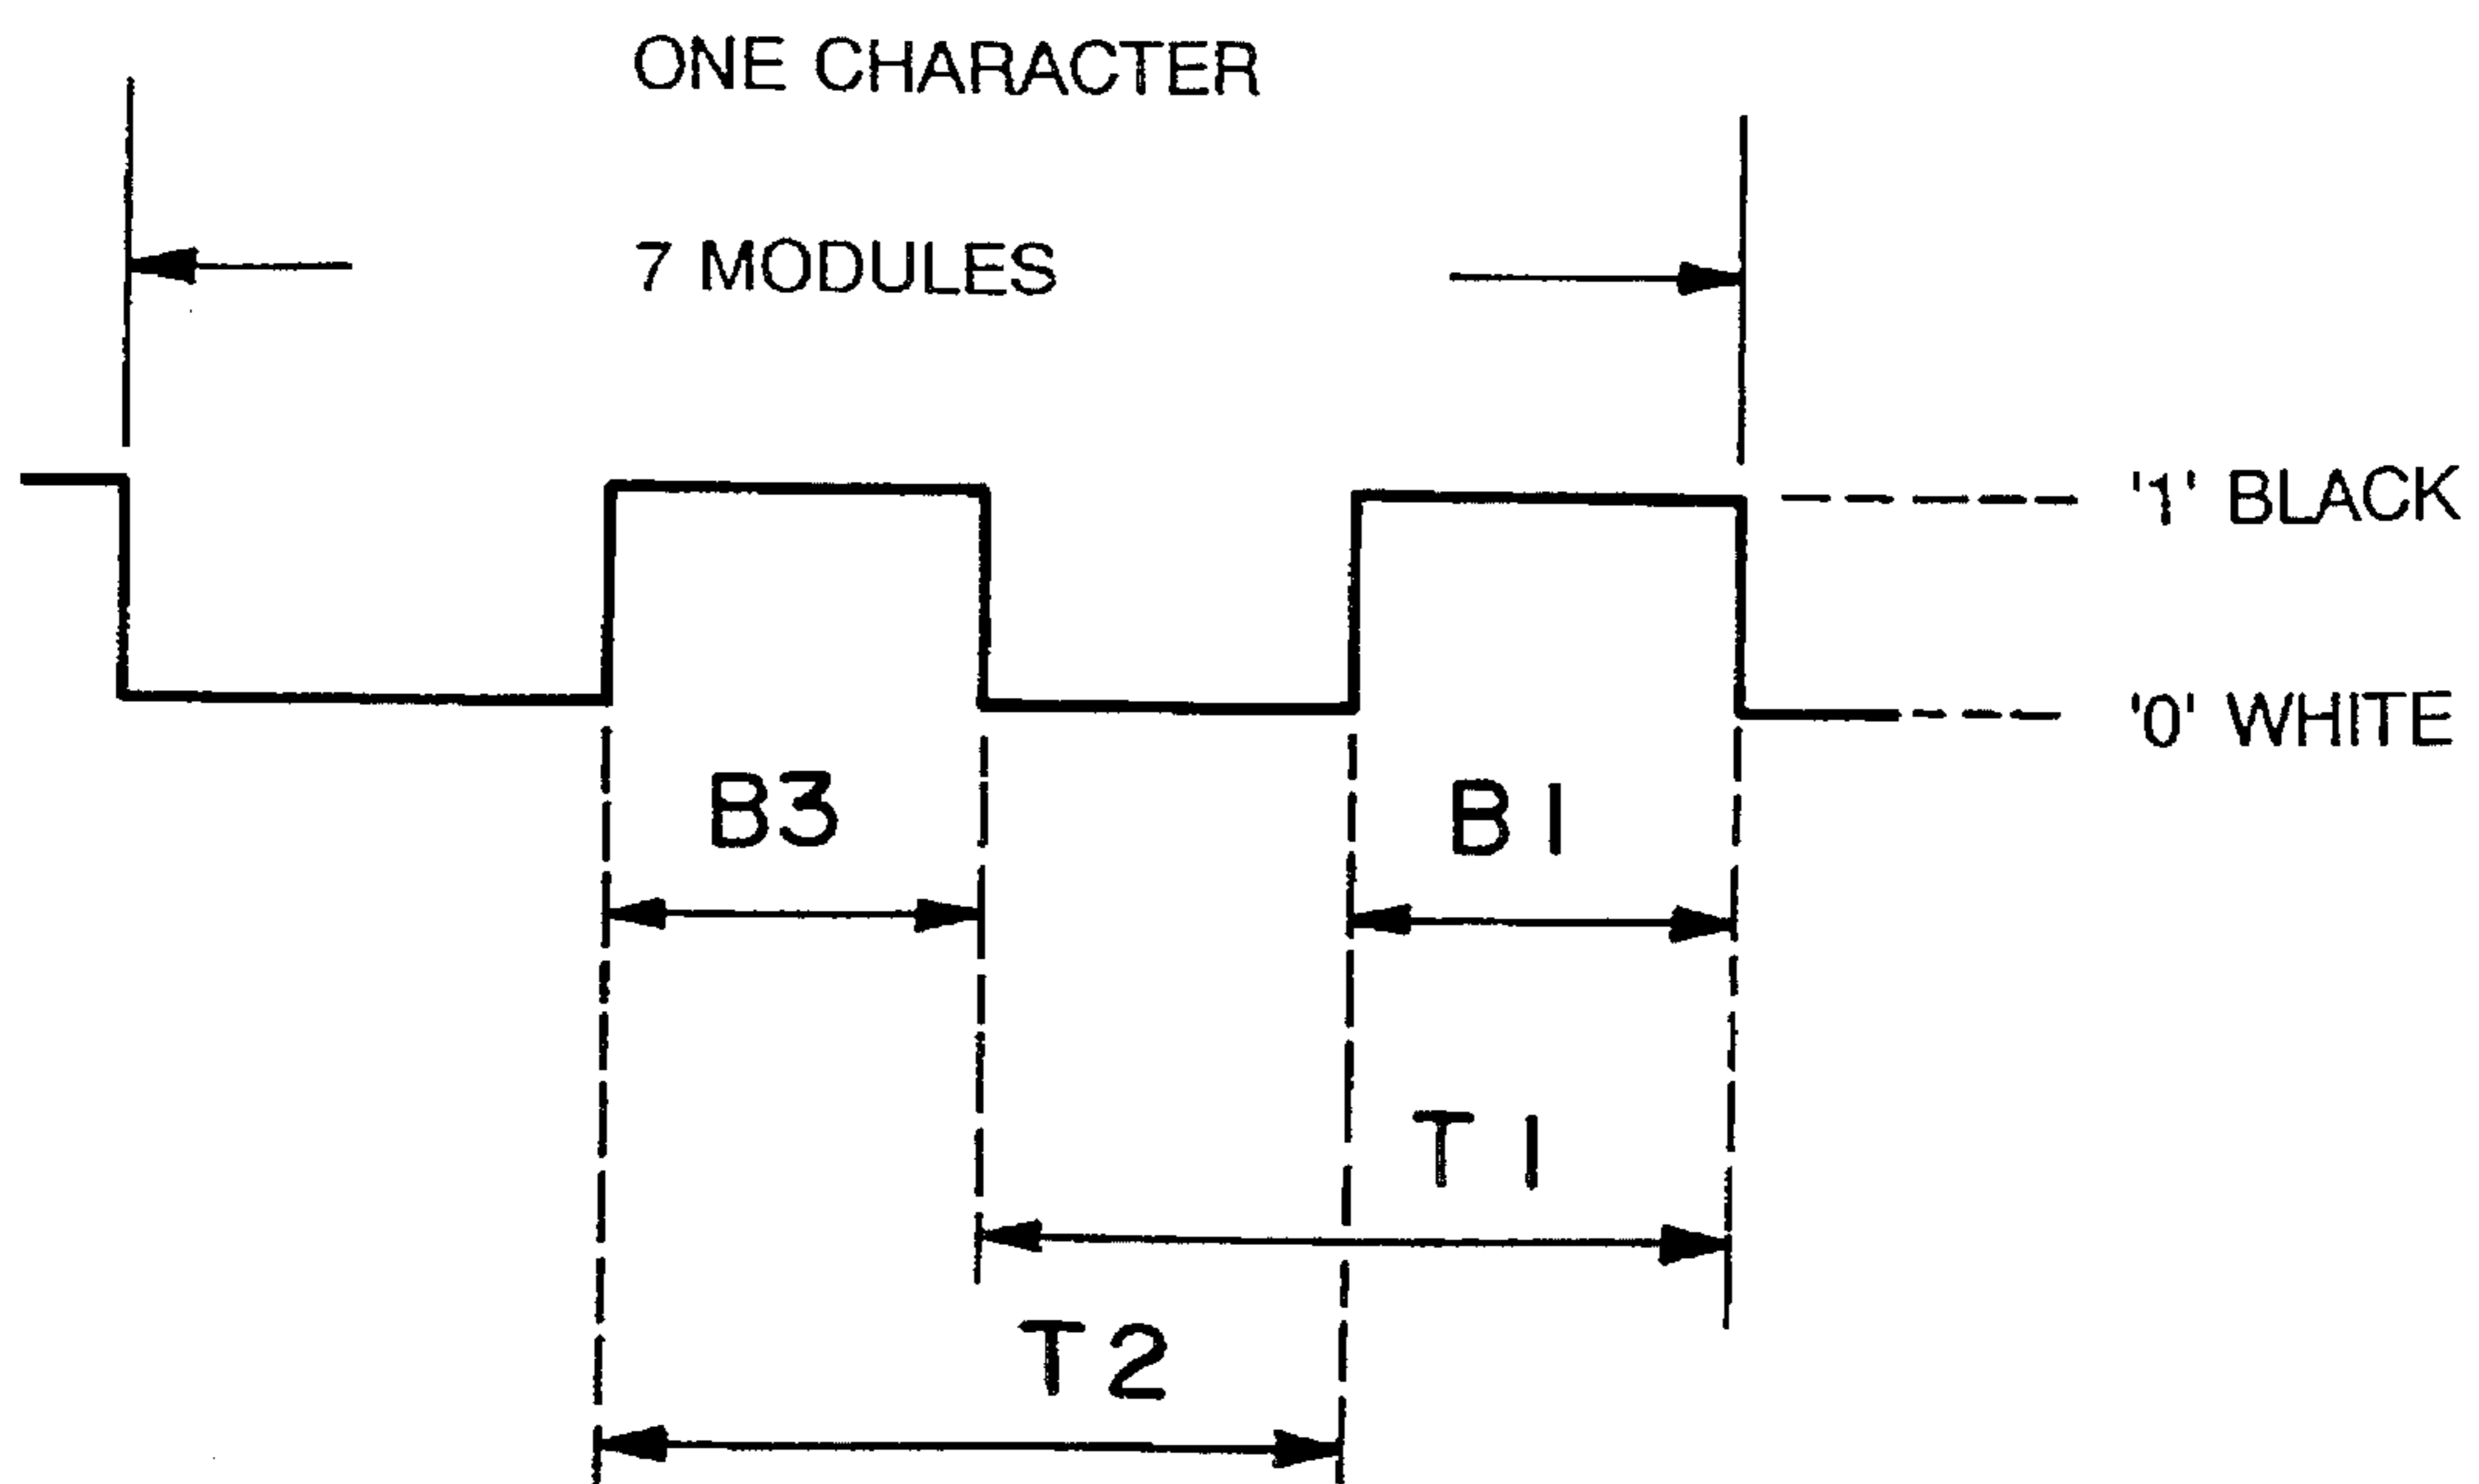 ONE CHARACTER
7 MODULES
'1' BLACK
'0' WHITE
B3
B1
T1
T2